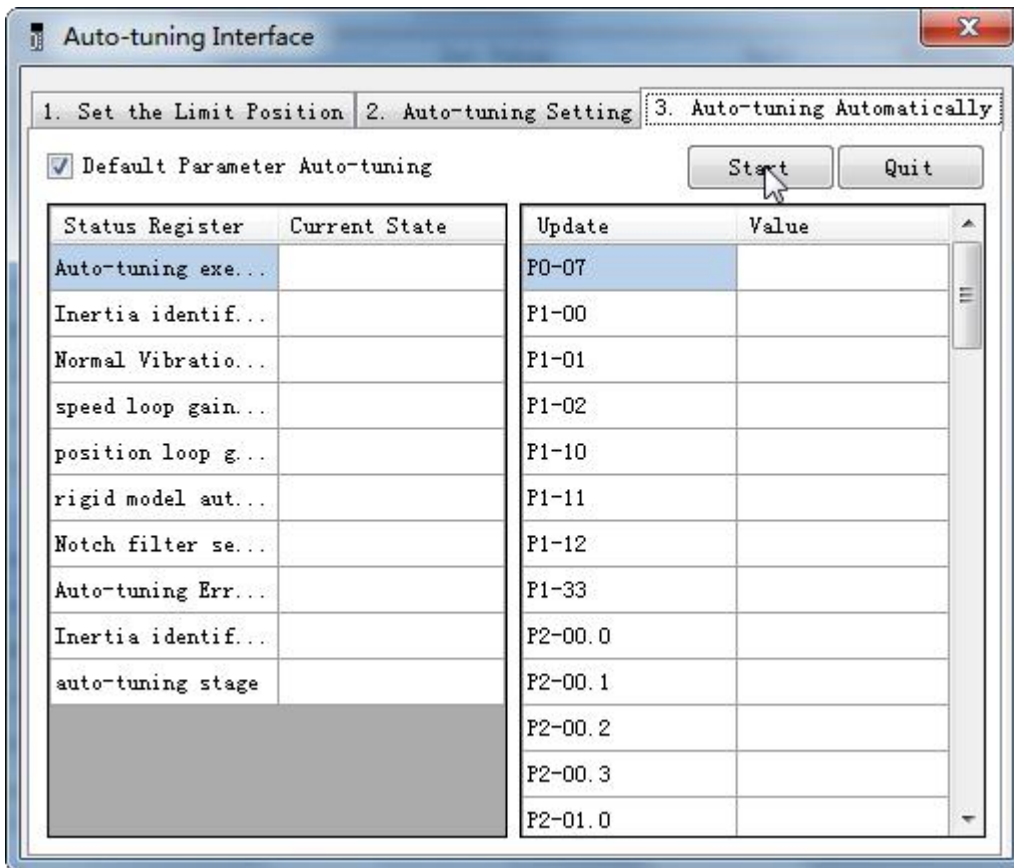 Auto-tuning Interface
1. Set the Limit Position 2. Auto-tuning Setting 3. Auto-tuning Automatically
Default Parameter Auto-tuning Start Quit
Status Register Current State Update Value
Auto-tuning exe... P0-07
Inertia identif... P1-00
Normal Vibratio... P1-01
speed loop gain... P1-02
position loop g... P1-10
rigid model aut... P1-11
Notch filter se... P1-12
Auto-tuning Err... P1-33
Inertia identif... P2-00.0
auto-tuning stage P2-00.1
P2-00.2
P2-00.3
P2-01.0